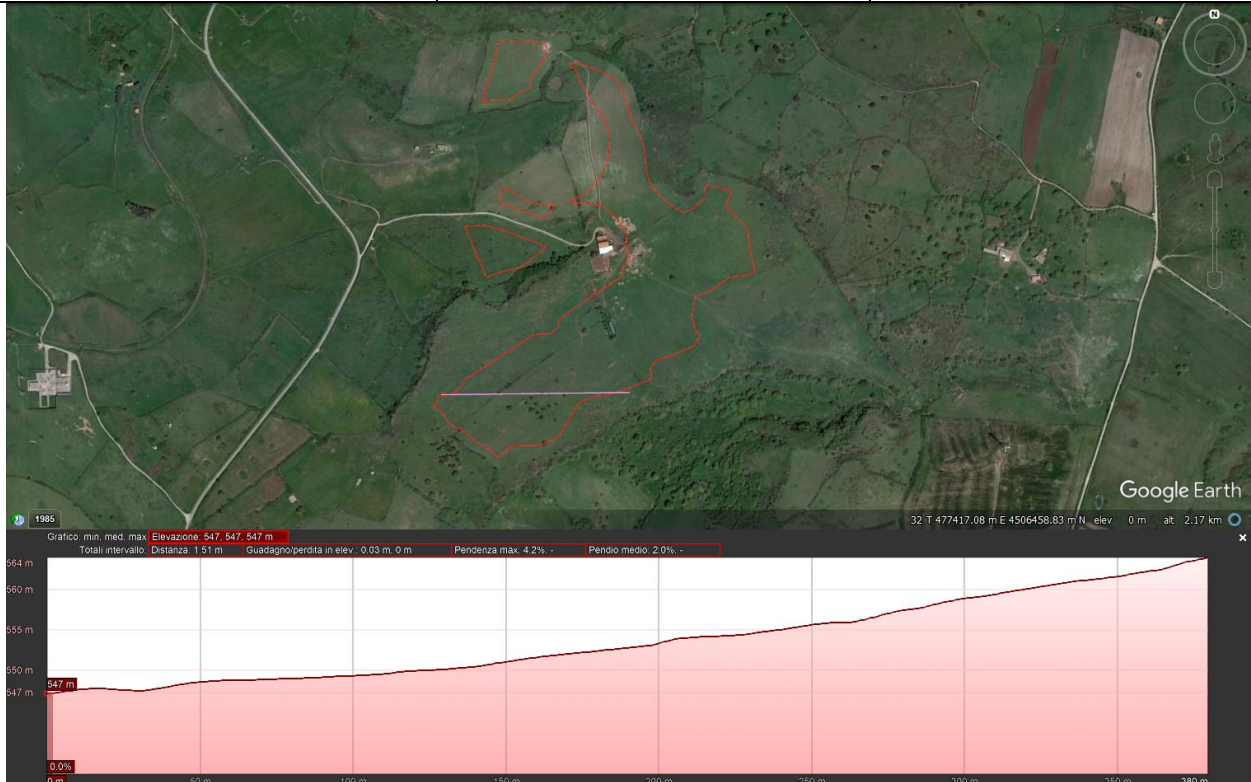 N
Google Earth
1985
32 T 477417.08 m E 4506458.83 m N elev 0 m alt 2.17 km
Grafico: min, med, max Elevazione: 547, 547, 547 m
Totali intervallo: Distanza: 1.51 m Guadagno/perdita in elev.: 0.03 m, 0 m Pendenza max: 4.2%, - Pendio medio: 2.0%, -
564 m
560 m
555 m
550 m
547 m
547 m
0.0%
0 m 50 m 100 m 150 m 200 m 250 m 300 m 350 m 380 m